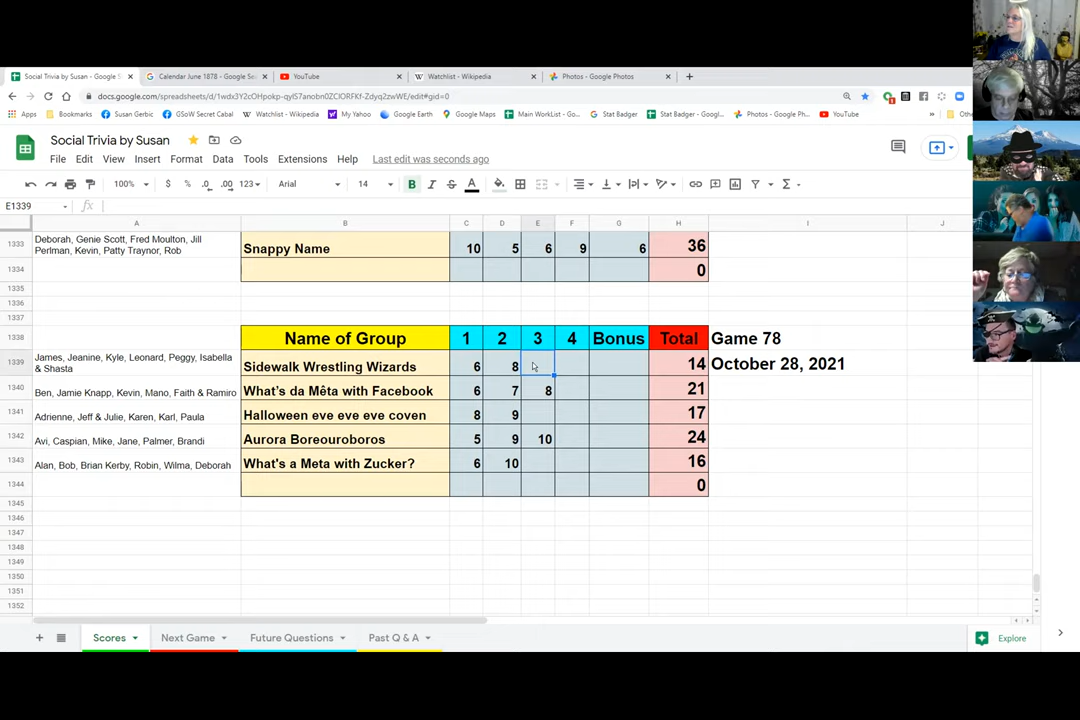 Social Trivia by Susan - Google S
Calendar June 1878 - Google Se
YouTube
Watchlist - Wikipedia
Photos - Google Photos
Apps
Bookmarks
Susan Gerbic
GSoW Secret Cabal
Watchlist - Wikipedia
My Yahoo
Google Earth
Google Maps
Main WorkList - Go...
Stat Badger
Stat Badger - Googl...
Photos - Google Ph...
YouTube
»
Social Trivia by Susan
File Edit View Insert Format Data Tools Extensions Help Last edit was seconds ago
100% $ % .0 .00 123 Arial 14 B I S A
E1339 fx
A B C D E F G H I J
1333 Deborah, Genie Scott, Fred Moulton, Jill Perlman, Kevin, Patty Traynor, Rob Snappy Name 10 5 6 9 6 36
1334 0
1335
1336
1337
1338 Name of Group 1 2 3 4 Bonus Total Game 78
1339 James, Jeanine, Kyle, Leonard, Peggy, Isabella & Shasta Sidewalk Wrestling Wizards 6 8 14 October 28, 2021
1340 Ben, Jamie Knapp, Kevin, Mano, Faith & Ramiro What's da Mêta with Facebook 6 7 8 21
1341 Adrienne, Jeff & Julie, Karen, Karl, Paula Halloween eve eve eve coven 8 9 17
1342 Avi, Caspian, Mike, Jane, Palmer, Brandi Aurora Boreouroboros 5 9 10 24
1343 Alan, Bob, Brian Kerby, Robin, Wilma, Deborah What's a Meta with Zucker? 6 10 16
1344 0
1345
1346
1347
1348
1349
1350
1351
1352
Scores Next Game Future Questions Past Q & A Explore